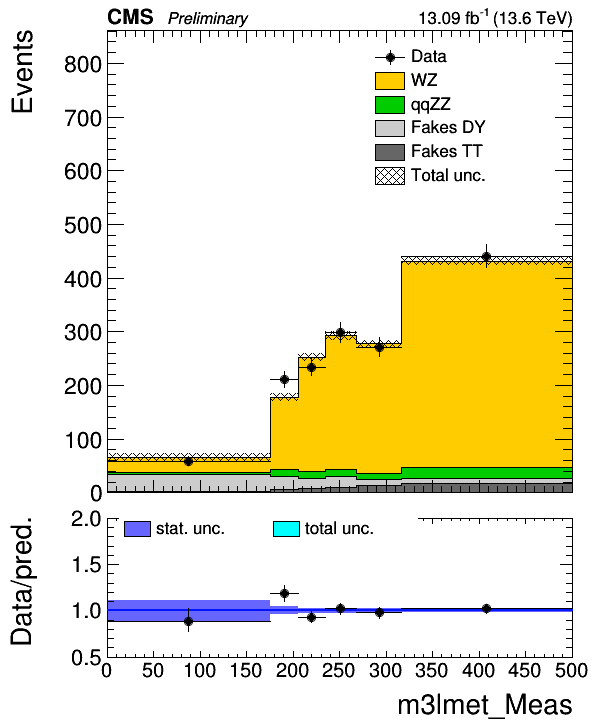 CMS Preliminary 13.09 fb⁻¹ (13.6 TeV)
Events
800
700
600
500
400
300
200
100
0
Data
WZ
qqZZ
Fakes DY
Fakes TT
Total unc.
Data/pred.
2.0
1.5
1.0
0.5
stat. unc.
total unc.
0 50 100 150 200 250 300 350 400 450 500
m3lmet_Meas